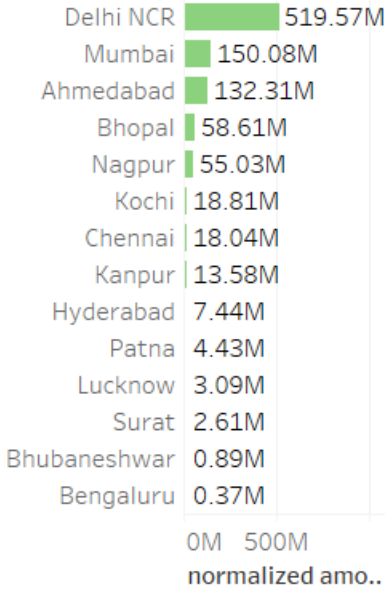 Delhi NCR 519.57M
Mumbai 150.08M
Ahmedabad 132.31M
Bhopal 58.61M
Nagpur 55.03M
Kochi 18.81M
Chennai 18.04M
Kanpur 13.58M
Hyderabad 7.44M
Patna 4.43M
Lucknow 3.09M
Surat 2.61M
Bhubaneshwar 0.89M
Bengaluru 0.37M
0M 500M
normalized amo..